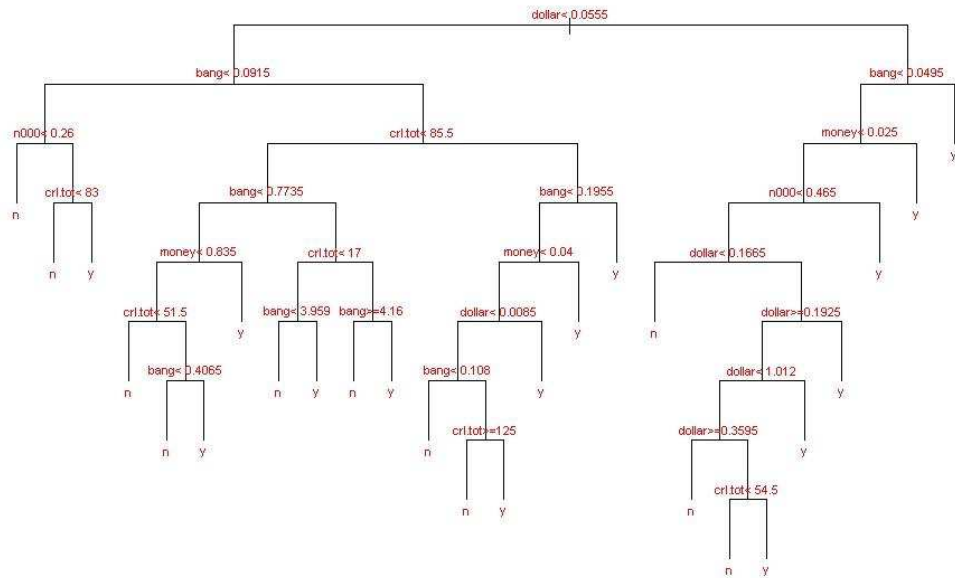 dollar< 0.0555
bang< 0.0915
bang< 0.0495
n000< 0.26
crl.tot< 85.5
money< 0.025
y
crl.tot< 83
bang< 0.7735
bang< 0.1955
n000< 0.465
n
y
n
y
money< 0.835
crl.tot< 17
money< 0.04
y
dollar< 0.1665
y
crl.tot< 51.5
y
bang< 3.959
bang>=4.16
dollar< 0.0085
y
n
dollar>=0.1925
n
bang< 0.4065
n
y
n
y
bang< 0.108
y
dollar< 1.012
y
n
y
n
crl.tot>=125
dollar>=0.3595
y
n
y
n
crl.tot< 54.5
n
y